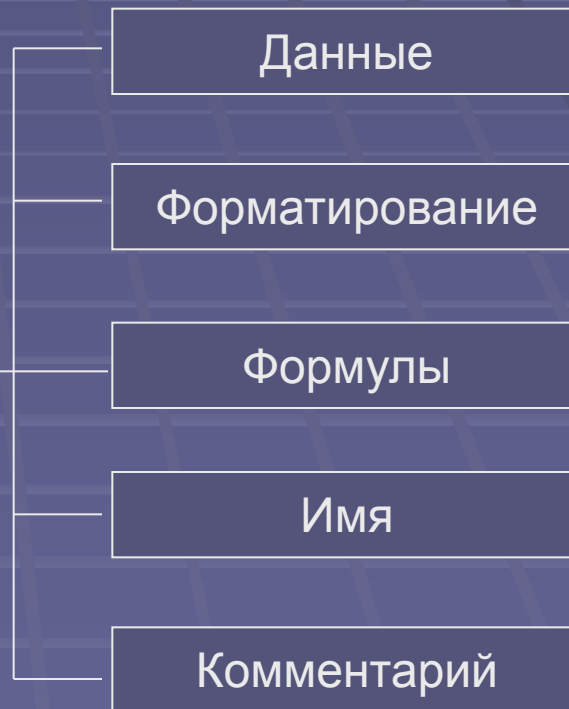 Данные
Форматирование
Формулы
Имя
Комментарий